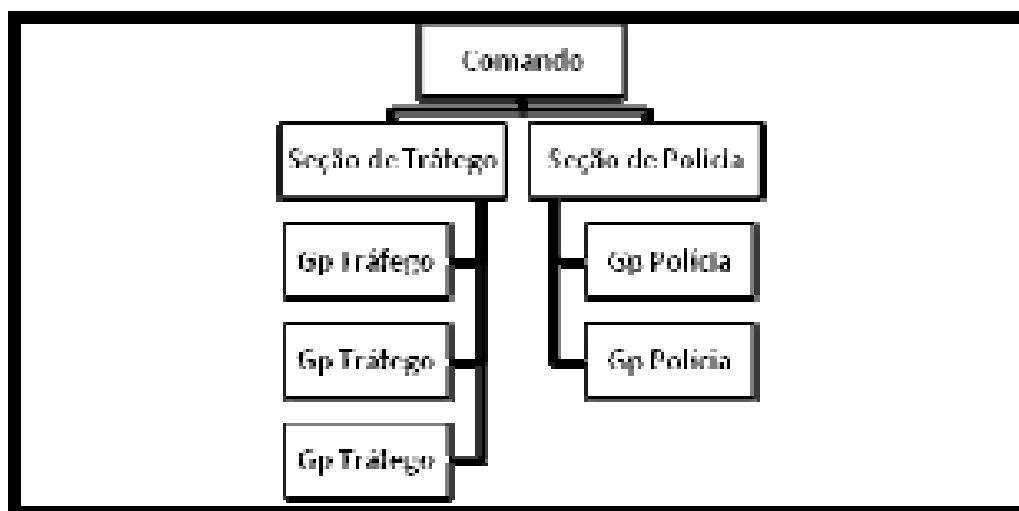 Comando
Seção de Tráfego
Seção de Polícia
Gp Tráfego
Gp Polícia
Gp Tráfego
Gp Polícia
Gp Tráfego